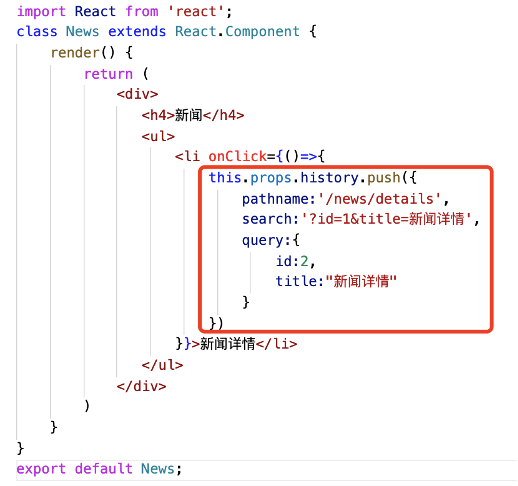 import React from 'react';
class News extends React.Component {
render() {
return (
<div>
<h4>新闻</h4>
<ul>
<li onClick={()=>{
this.props.history.push({
pathname:'/news/details',
search:'?id=1&title=新闻详情',
query:{
id:2,
title:"新闻详情"
}
})
}}>新闻详情</li>
</ul>
</div>
)
}
}
export default News;